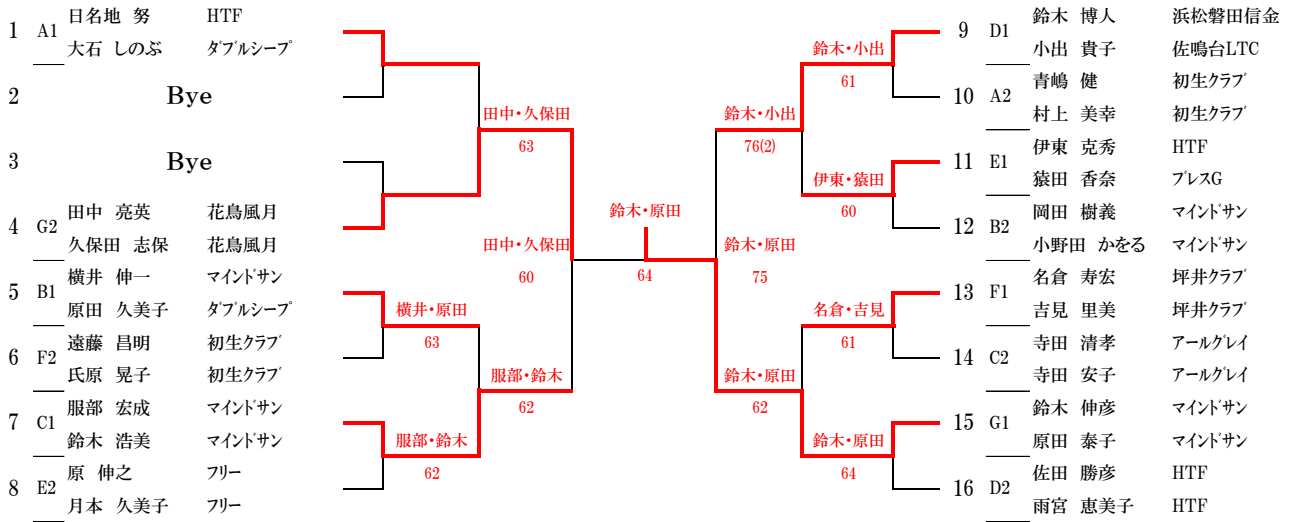 1 A1 日名地 努 HTF
大石 しのぶ ダブルシープ
2 Bye
3 Bye
4 G2 田中 亮英 花鳥風月
久保田 志保 花鳥風月
5 B1 横井 伸一 マインドサン
原田 久美子 ダブルシープ
6 F2 遠藤 昌明 初生クラブ
氏原 晃子 初生クラブ
7 C1 服部 宏成 マインドサン
鈴木 浩美 マインドサン
8 E2 原 伸之 フリー
月本 久美子 フリー
横井・原田
63
服部・鈴木
62
田中・久保田
63
服部・鈴木
62
田中・久保田
60
鈴木・原田
64
鈴木・原田
75
鈴木・小出
76(2)
鈴木・原田
62
鈴木・小出
61
伊東・猿田
60
名倉・吉見
61
鈴木・原田
64
9 D1 鈴木 博人 浜松磐田信金
小出 貴子 佐鳴台LTC
10 A2 青嶋 健 初生クラブ
村上 美幸 初生クラブ
11 E1 伊東 克秀 HTF
猿田 香奈 ブレスG
12 B2 岡田 樹義 マインドサン
小野田 かをる マインドサン
13 F1 名倉 寿宏 坪井クラブ
吉見 里美 坪井クラブ
14 C2 寺田 清孝 アールグレイ
寺田 安子 アールグレイ
15 G1 鈴木 伸彦 マインドサン
原田 泰子 マインドサン
16 D2 佐田 勝彦 HTF
雨宮 恵美子 HTF